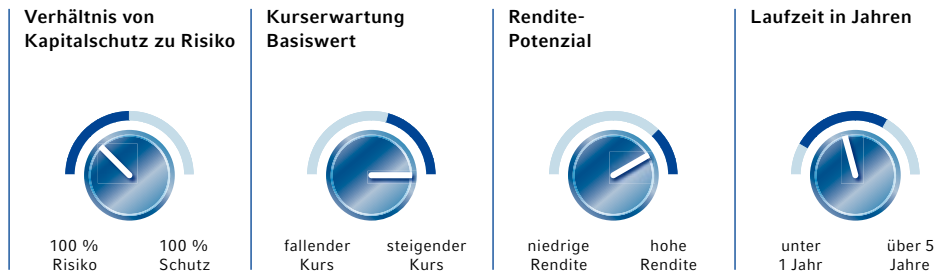 Verhältnis von
Kapitalschutz zu Risiko
100 %
Risiko
100 %
Schutz
Kurserwartung
Basiswert
fallender
Kurs
steigender
Kurs
Rendite-
Potenzial
niedrige
Rendite
hohe
Rendite
Laufzeit in Jahren
unter
1 Jahr
über 5
Jahre